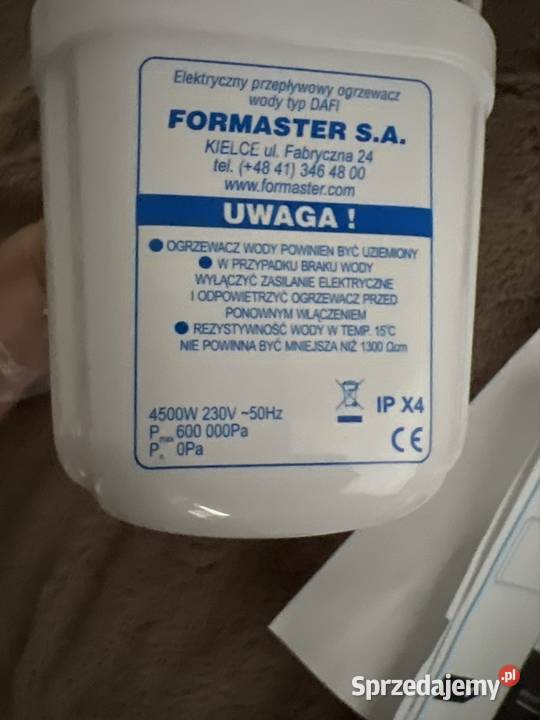 Elektryczny przepływowy ogrzewacz
wody typ DAFI
FORMASTER S.A.
KIELCE ul. Fabryczna 24
tel. (+48 41) 346 48 00
www.formaster.com
UWAGA !
● OGRZEWACZ WODY POWINIEN BYĆ UZIEMIONY
● W PRZYPADKU BRAKU WODY
WYŁĄCZYĆ ZASILANIE ELEKTRYCZNE
I ODPOWIETRZYĆ OGRZEWACZ PRZED
PONOWNYM WŁĄCZENIEM
● REZYSTYWNOŚĆ WODY W TEMP. 15°C
NIE POWINNA BYĆ MNIEJSZA NIŻ 1300 Ωcm
4500W 230V ~50Hz
IP X4
Pmax 600 000Pa
Pn 0Pa
CE
Sprzedajemy.pl